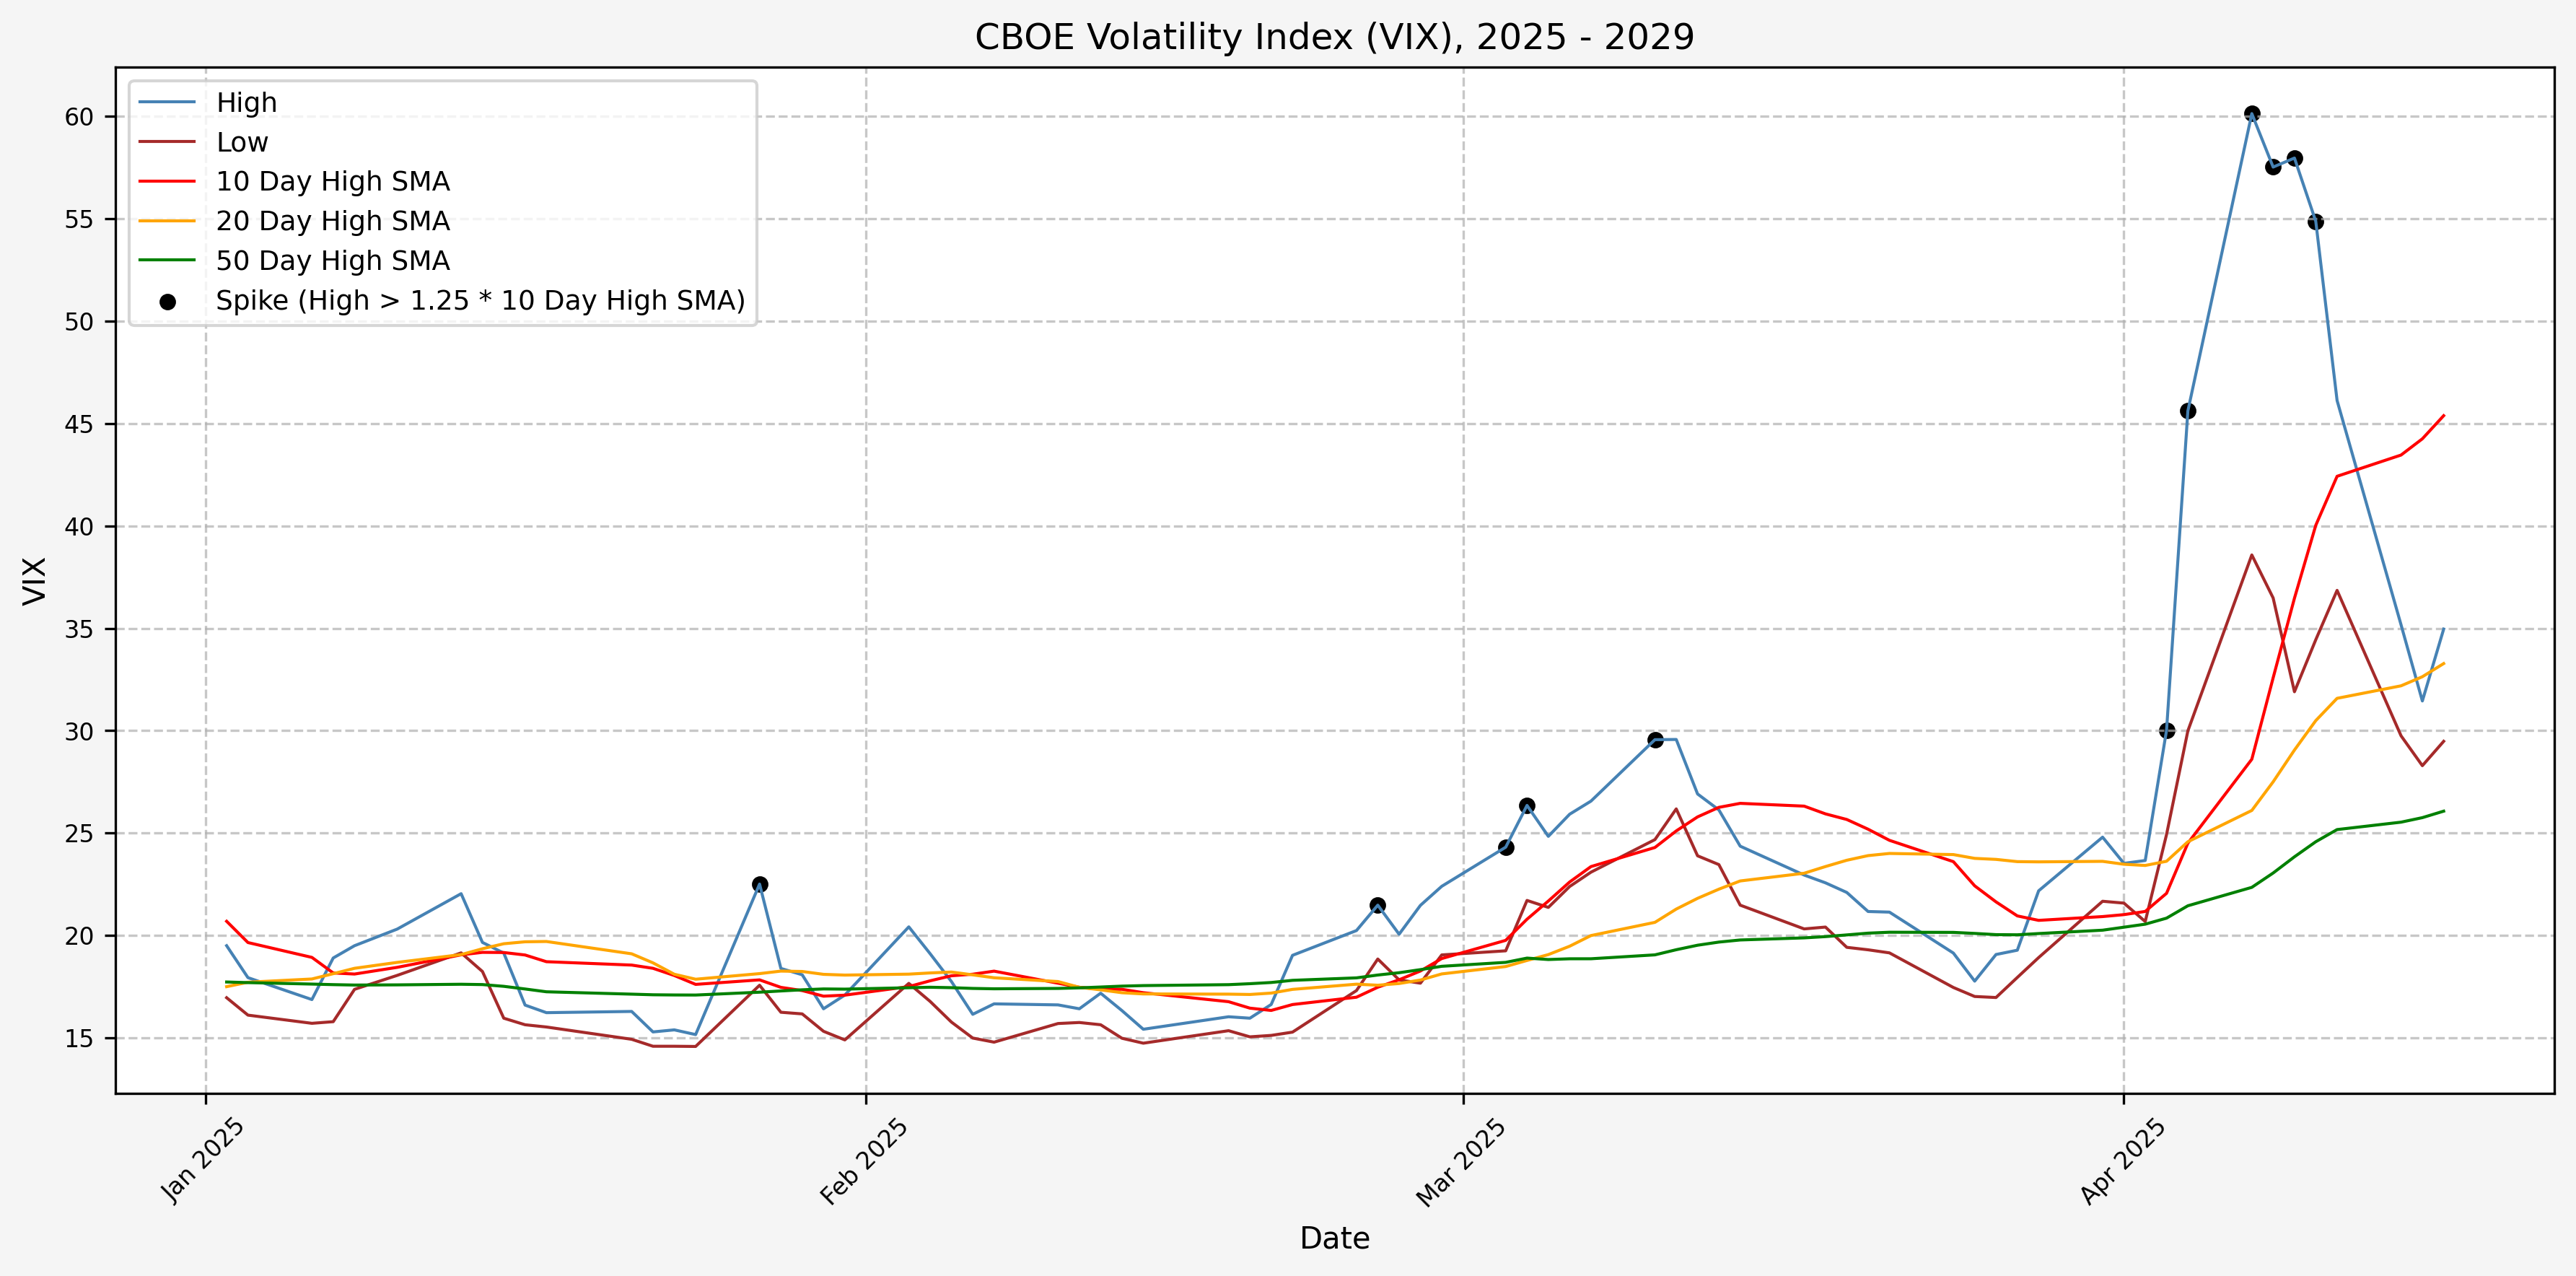 CBOE Volatility Index (VIX), 2025 - 2029
High
Low
10 Day High SMA
20 Day High SMA
50 Day High SMA
Spike (High > 1.25 * 10 Day High SMA)
VIX
60
55
50
45
40
35
30
25
20
15
Jan 2025
Feb 2025
Mar 2025
Apr 2025
Date